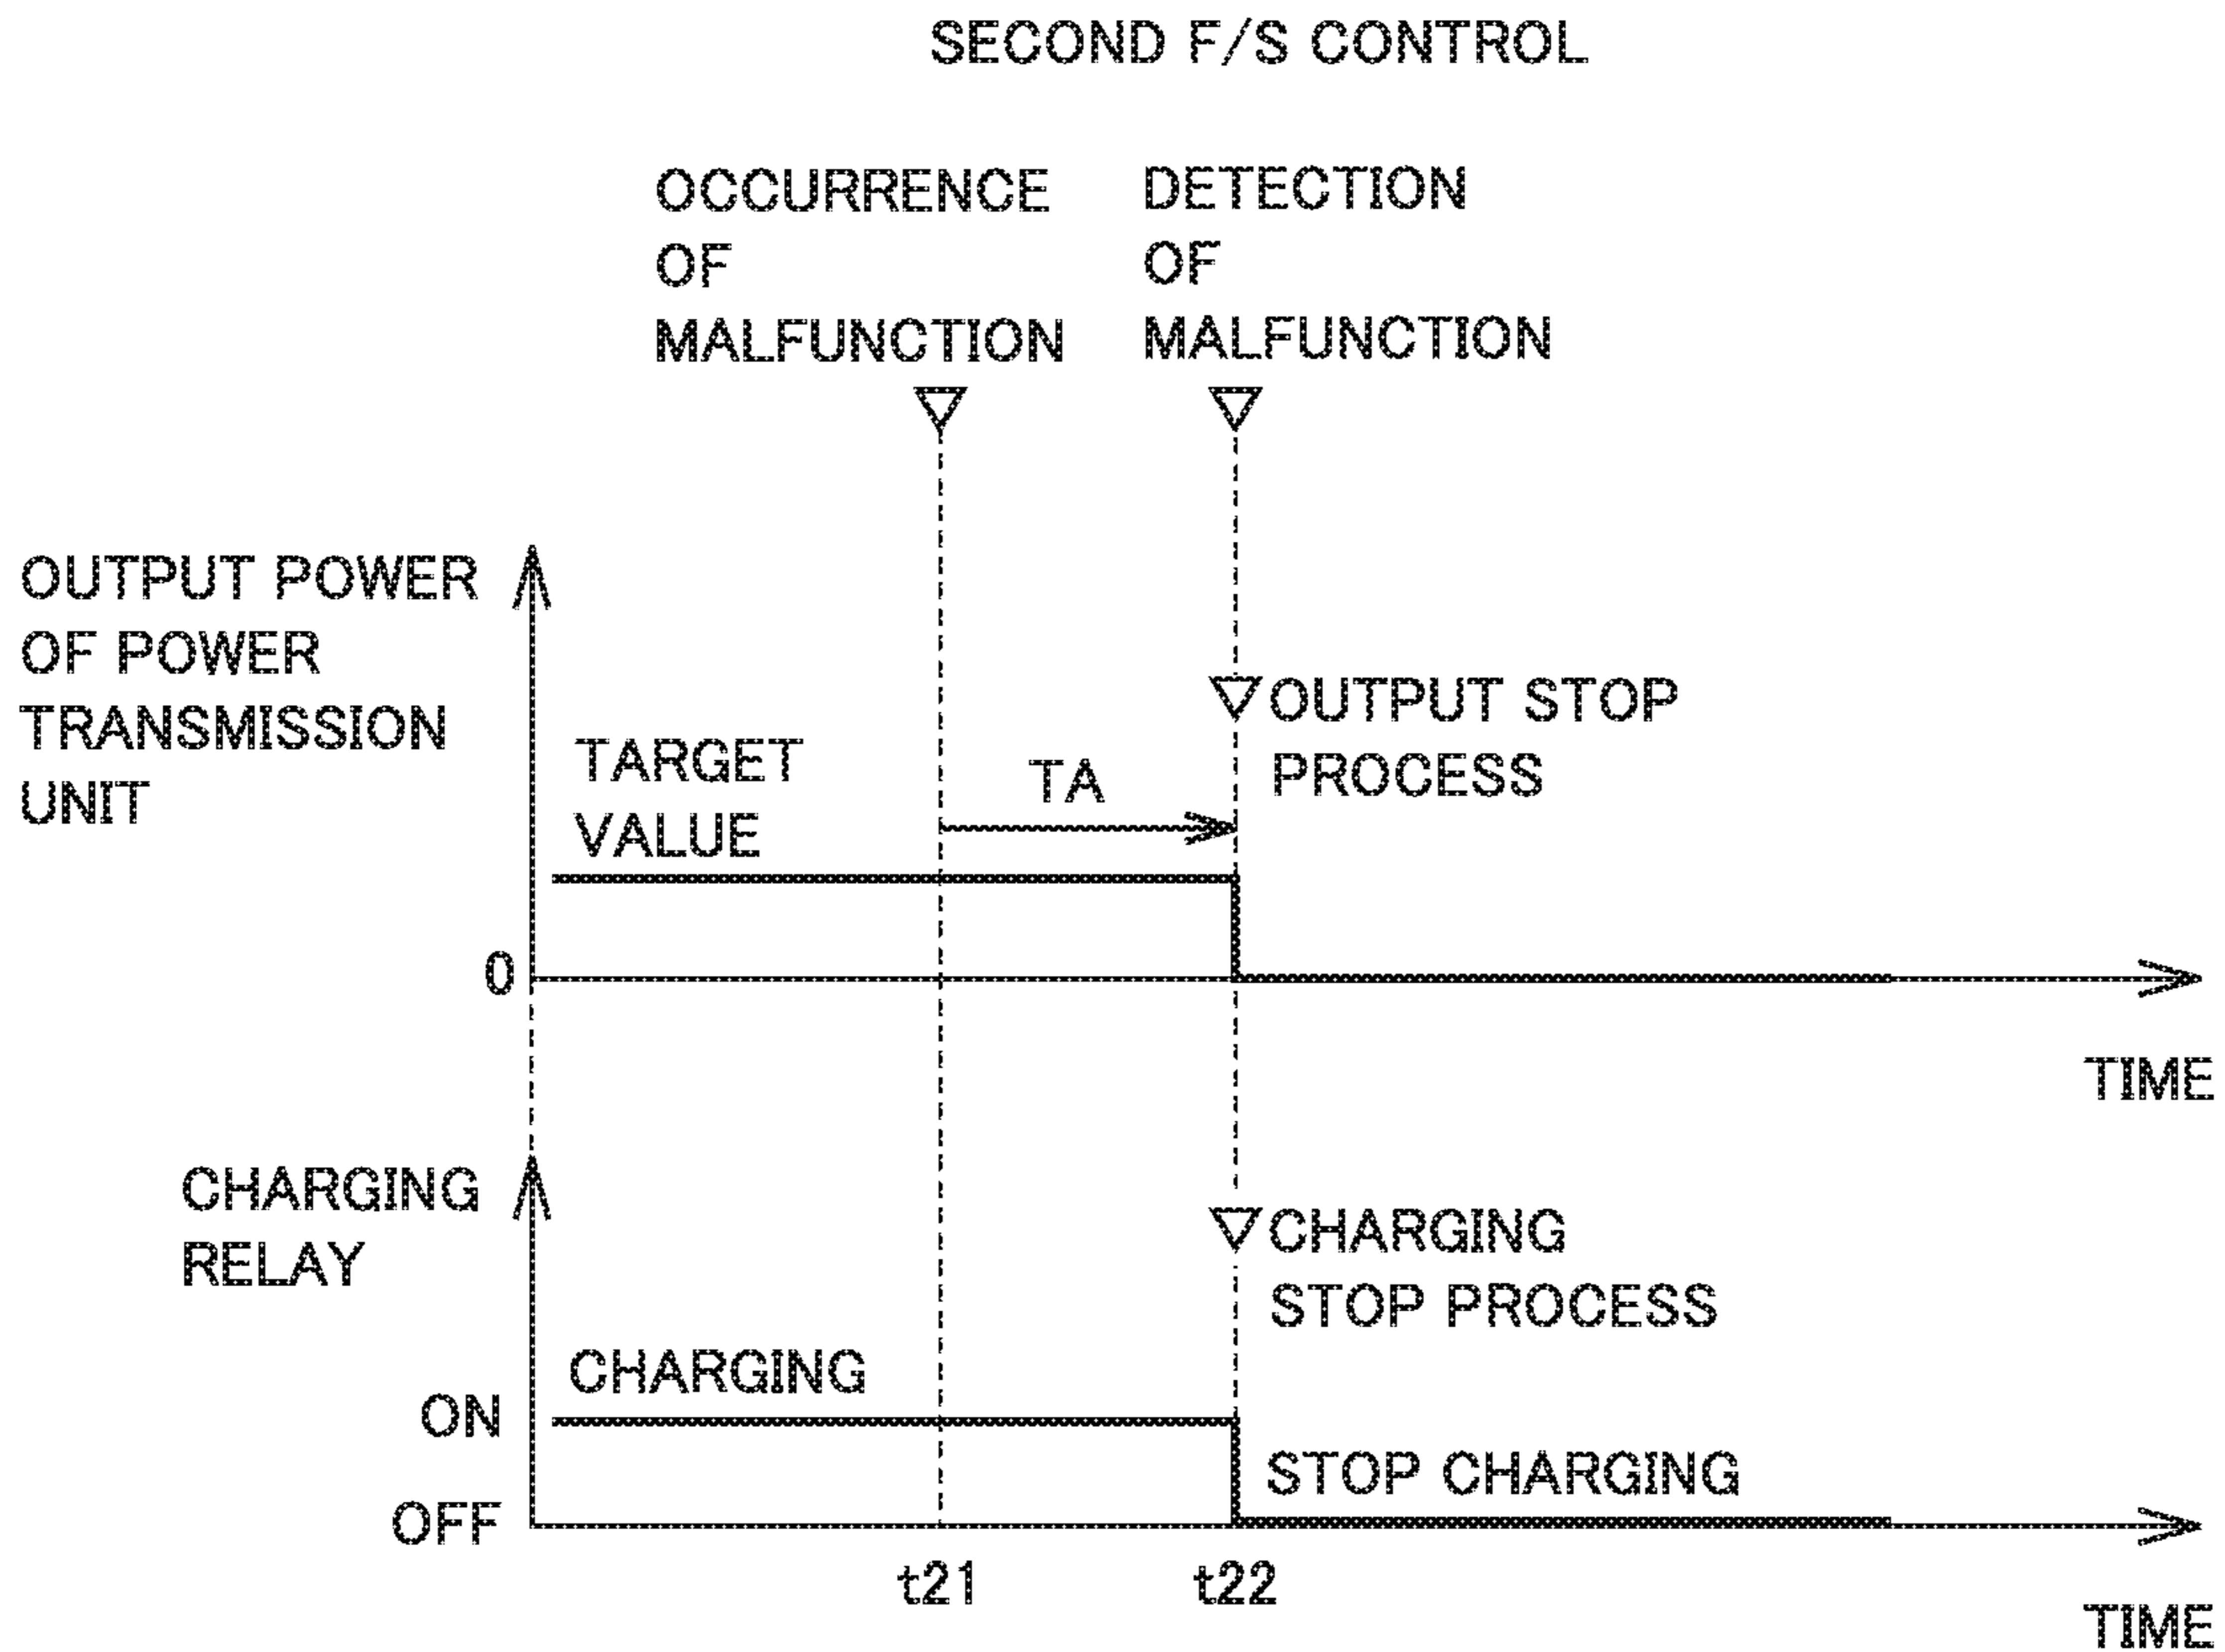 SECOND F/S CONTROL
OCCURRENCE
OF
MALFUNCTION
DETECTION
OF
MALFUNCTION
OUTPUT POWER
OF POWER
TRANSMISSION
UNIT
OUTPUT STOP
PROCESS
TARGET
VALUE
TA
0
TIME
CHARGING
RELAY
CHARGING
STOP PROCESS
CHARGING
ON
STOP CHARGING
OFF
t21
t22
TIME